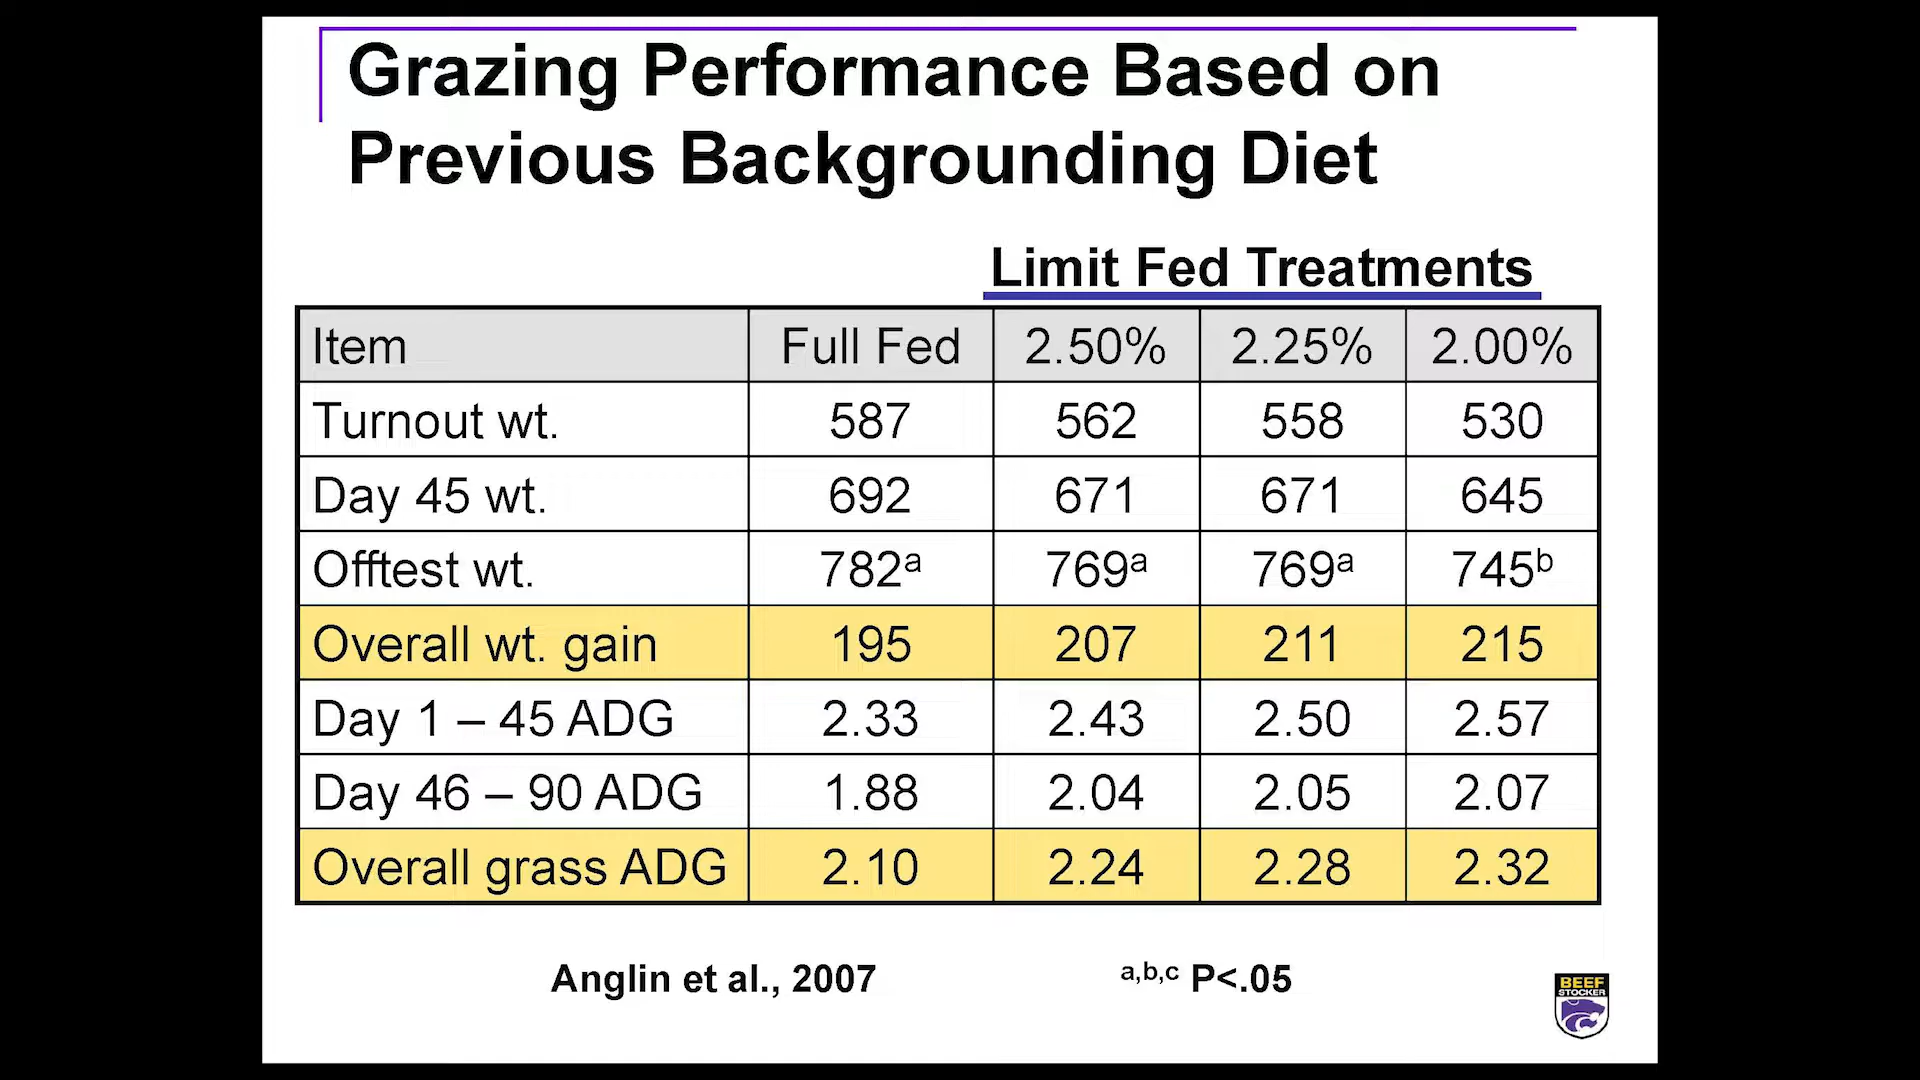 Grazing Performance Based on
Previous Backgrounding Diet
Limit Fed Treatments
Item Full Fed 2.50% 2.25% 2.00%
Turnout wt. 587 562 558 530
Day 45 wt. 692 671 671 645
Offtest wt. 782a 769a 769a 745b
Overall wt. gain 195 207 211 215
Day 1 – 45 ADG 2.33 2.43 2.50 2.57
Day 46 – 90 ADG 1.88 2.04 2.05 2.07
Overall grass ADG 2.10 2.24 2.28 2.32
Anglin et al., 2007 a,b,c P<.05
BEEF
STOCKER